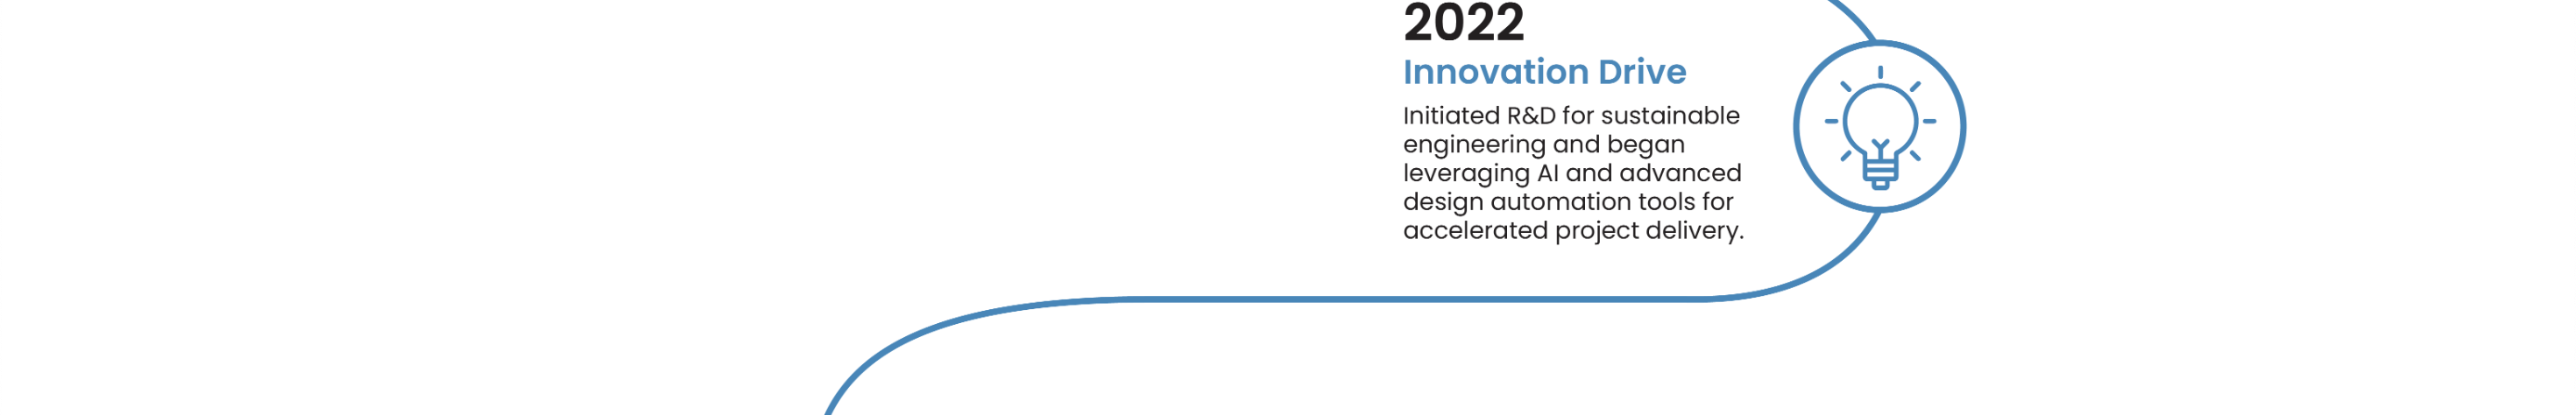 2022
Innovation Drive
Initiated R&D for sustainable
engineering and began
leveraging AI and advanced
design automation tools for
accelerated project delivery.